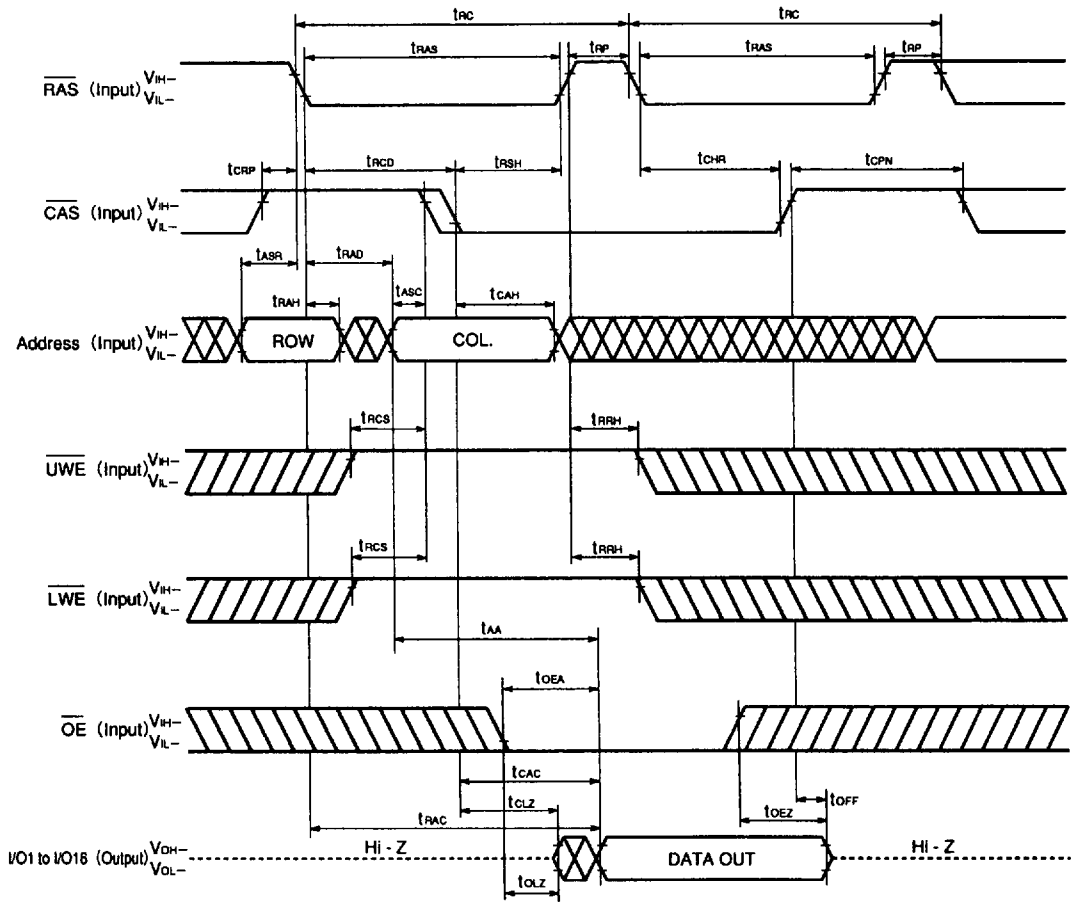 tRC tRC
tRAS tRP tRAS tRP
RAS (Input) VIH–
VIL–
tCRP tRCD tRSH tCHR tCPN
CAS (Input) VIH–
VIL–
tASR tRAD
tRAH tASC tCAH
Address (Input) VIH–
VIL–
ROW COL.
tRCS tRRH
UWE (Input) VIH–
VIL–
tRCS tRRH
LWE (Input) VIH–
VIL–
tAA
tOEA
OE (Input) VIH–
VIL–
tCAC
tCLZ tOFF
tRAC tOEZ
I/O1 to I/O16 (Output) VOH–
VOL–
Hi - Z DATA OUT Hi - Z
tOLZ